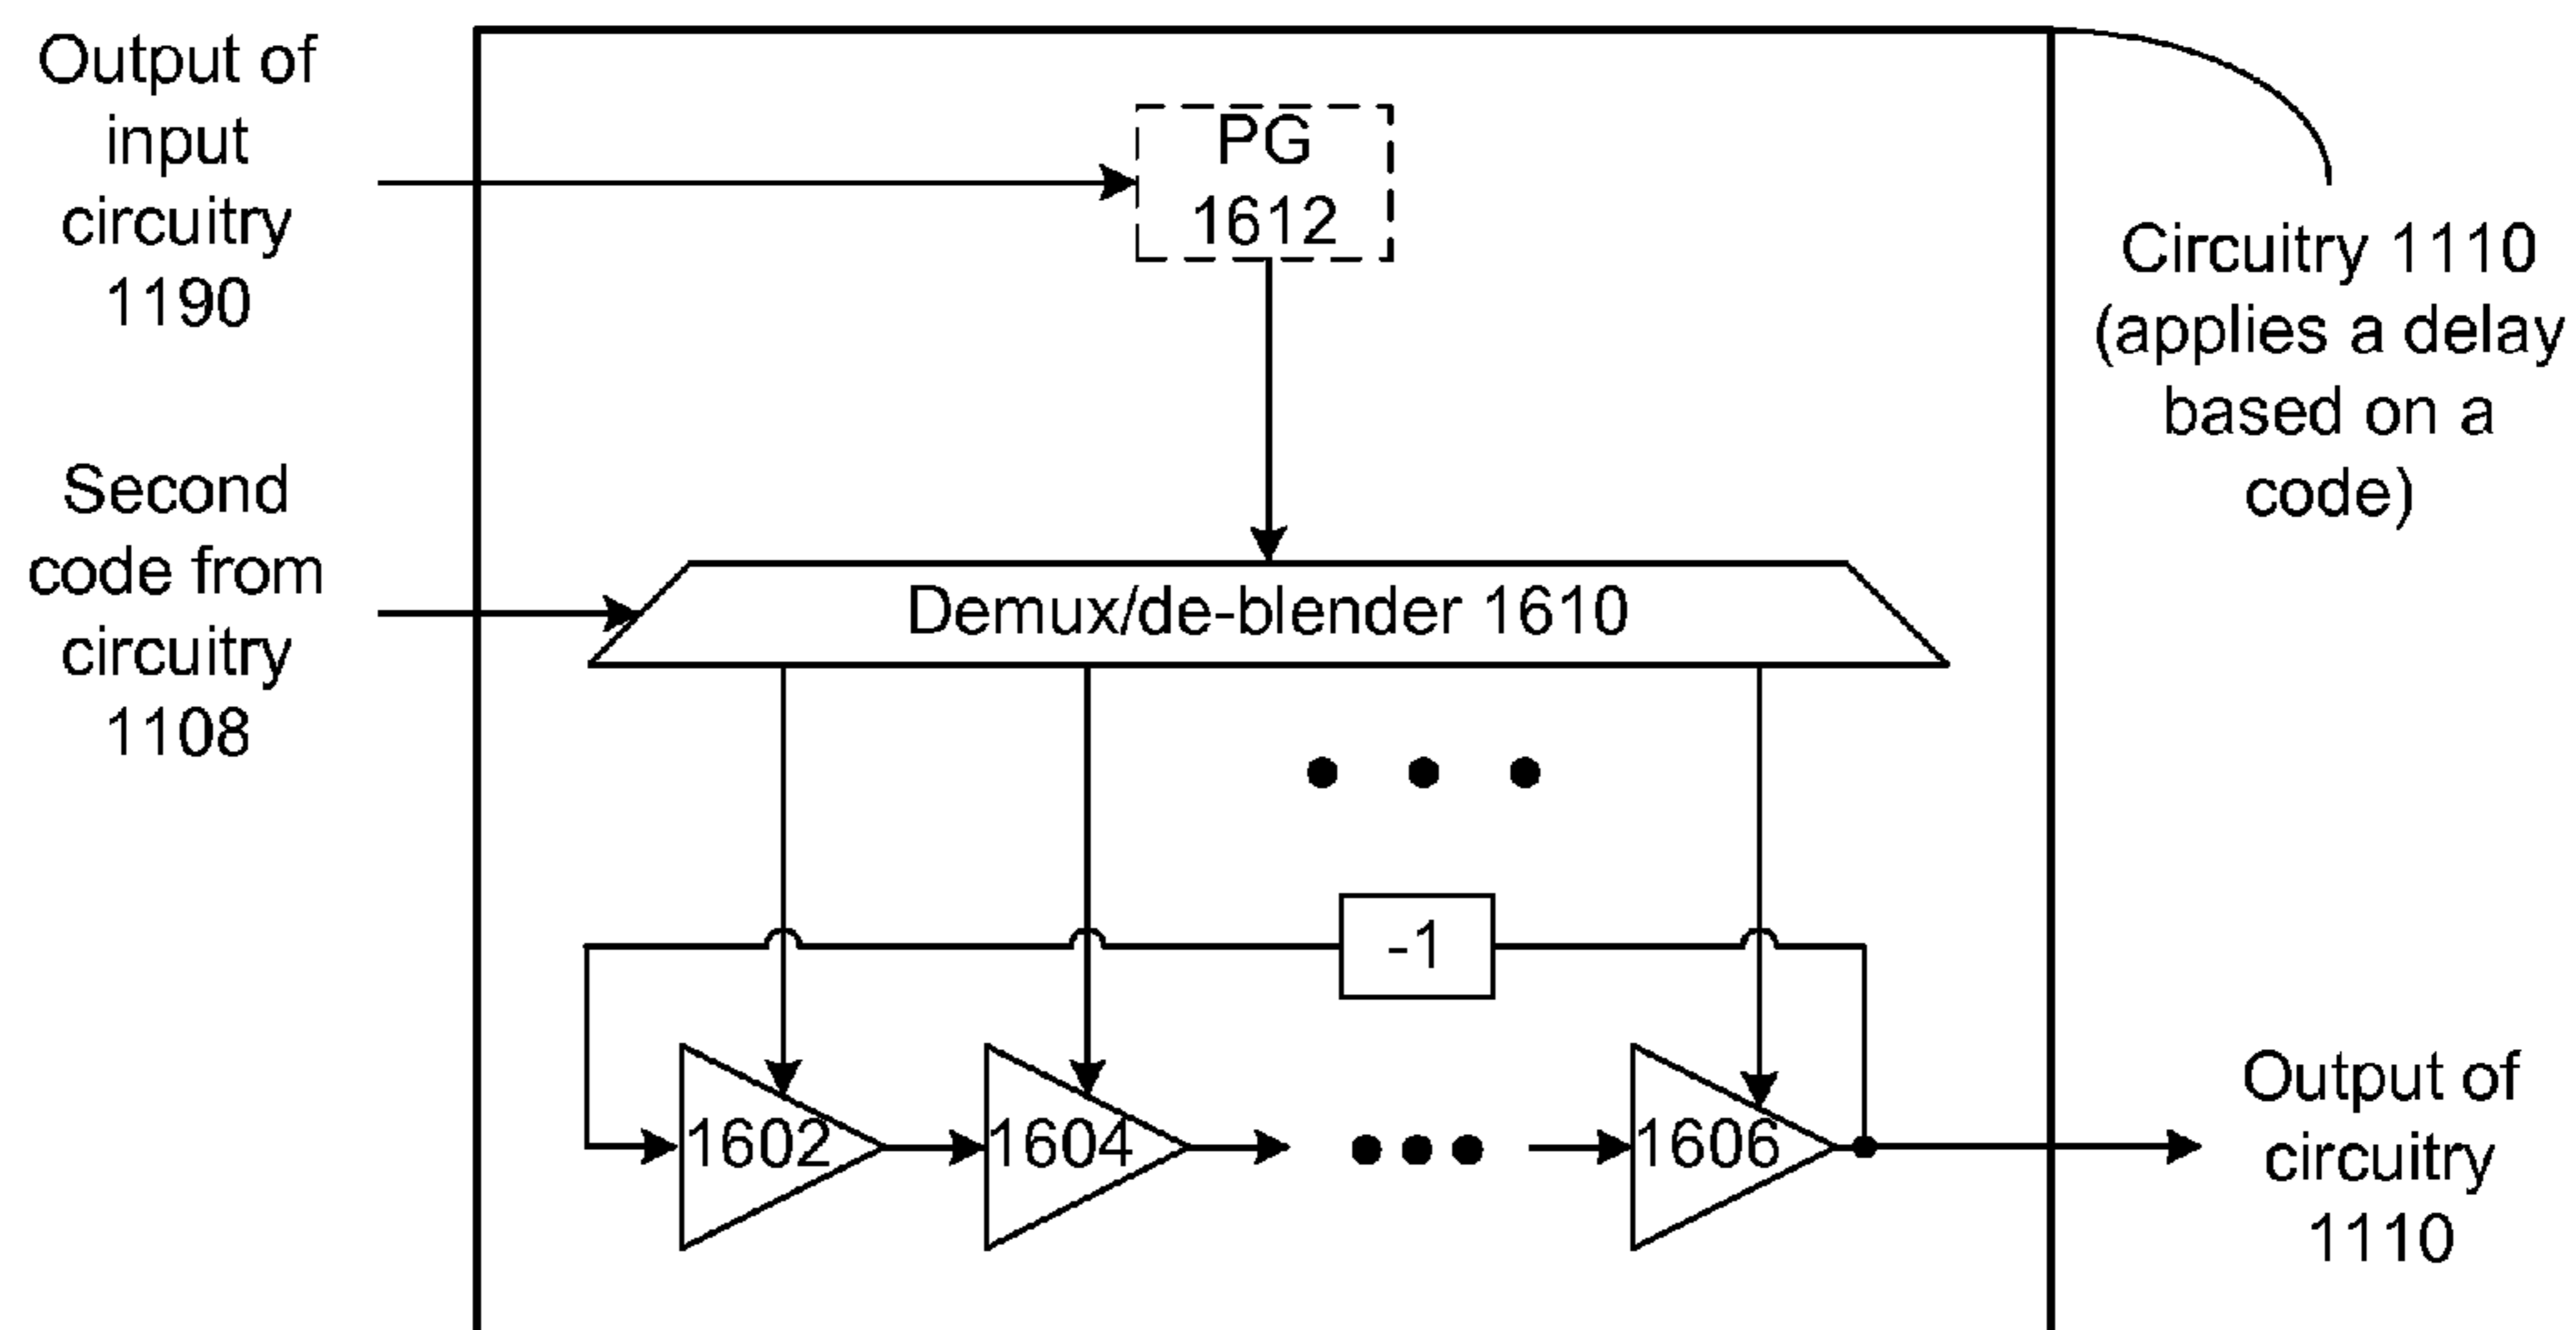 Output of
input
circuitry
1190
PG
1612
Circuitry 1110
(applies a delay
based on a
code)
Second
code from
circuitry
1108
Demux/de-blender 1610
-1
1602
1604
1606
Output of
circuitry
1110